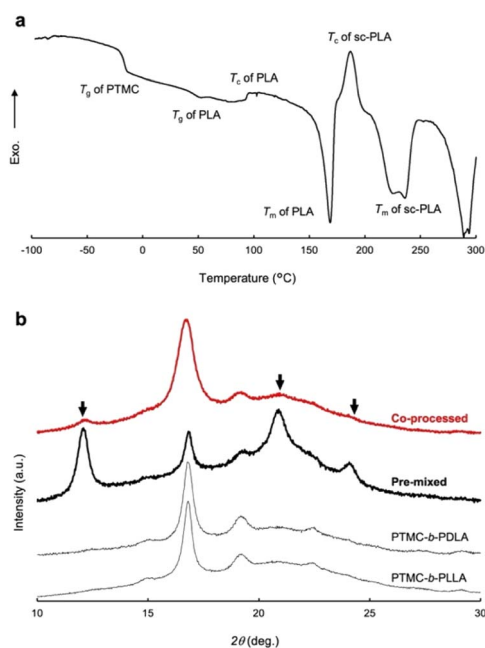 a
Tc of sc-PLA
Tg of PTMC
Tc of PLA
Tg of PLA
Exo.
Tm of PLA
Tm of sc-PLA
-100 -50 0 50 100 150 200 250 300
Temperature (°C)
b
Co-processed
Pre-mixed
Intensity (a.u.)
PTMC-b-PDLA
PTMC-b-PLLA
10 15 20 25 30
2θ (deg.)